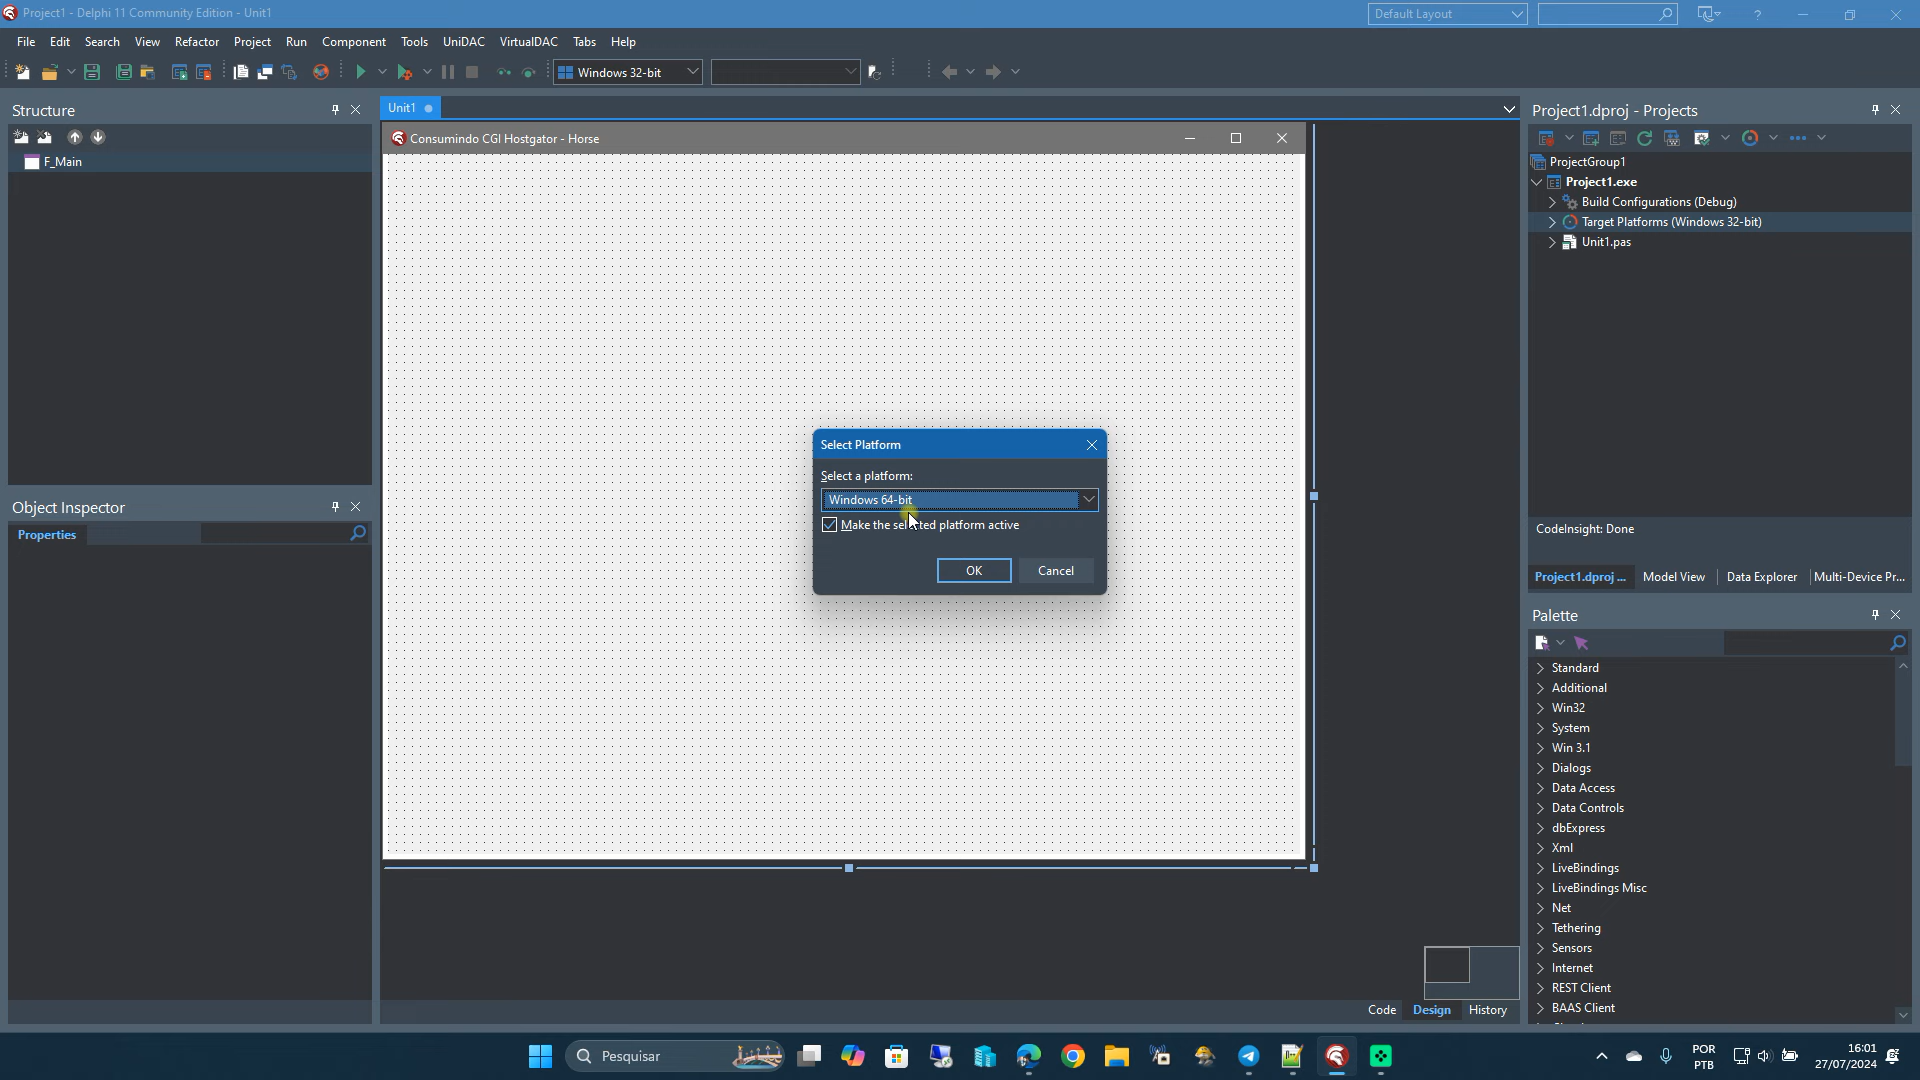 Project1 - Delphi 11 Community Edition - Unit1
Default Layout
File Edit Search View Refactor Project Run Component Tools UniDAC VirtualDAC Tabs Help
Windows 32-bit
Structure
F_Main
Object Inspector
Properties
Unit1
Consumindo CGI Hostgator - Horse
Select Platform
Select a platform:
Windows 64-bit
Make the selected platform active
OK Cancel
Code Design History
Project1.dproj - Projects
ProjectGroup1
Project1.exe
Build Configurations (Debug)
Target Platforms (Windows 32-bit)
Unit1.pas
CodeInsight: Done
Project1.dproj ... Model View Data Explorer Multi-Device Pr...
Palette
Standard
Additional
Win32
System
Win 3.1
Dialogs
Data Access
Data Controls
dbExpress
Xml
LiveBindings
LiveBindings Misc
Net
Tethering
Sensors
Internet
REST Client
BAAS Client
Pesquisar
POR
PTB
16:01
27/07/2024